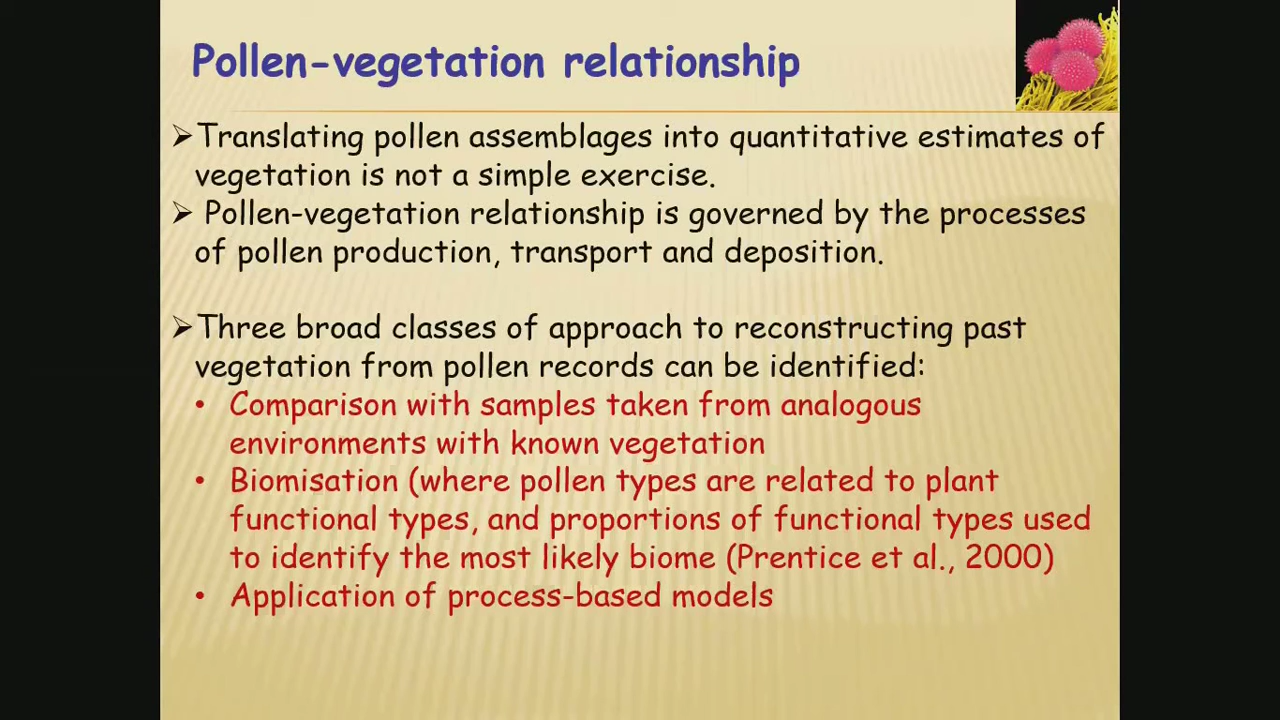 Pollen-vegetation relationship
➢Translating pollen assemblages into quantitative estimates of
vegetation is not a simple exercise.
➢ Pollen-vegetation relationship is governed by the processes
of pollen production, transport and deposition.
➢Three broad classes of approach to reconstructing past
vegetation from pollen records can be identified:
• Comparison with samples taken from analogous
environments with known vegetation
• Biomisation (where pollen types are related to plant
functional types, and proportions of functional types used
to identify the most likely biome (Prentice et al., 2000)
• Application of process-based models